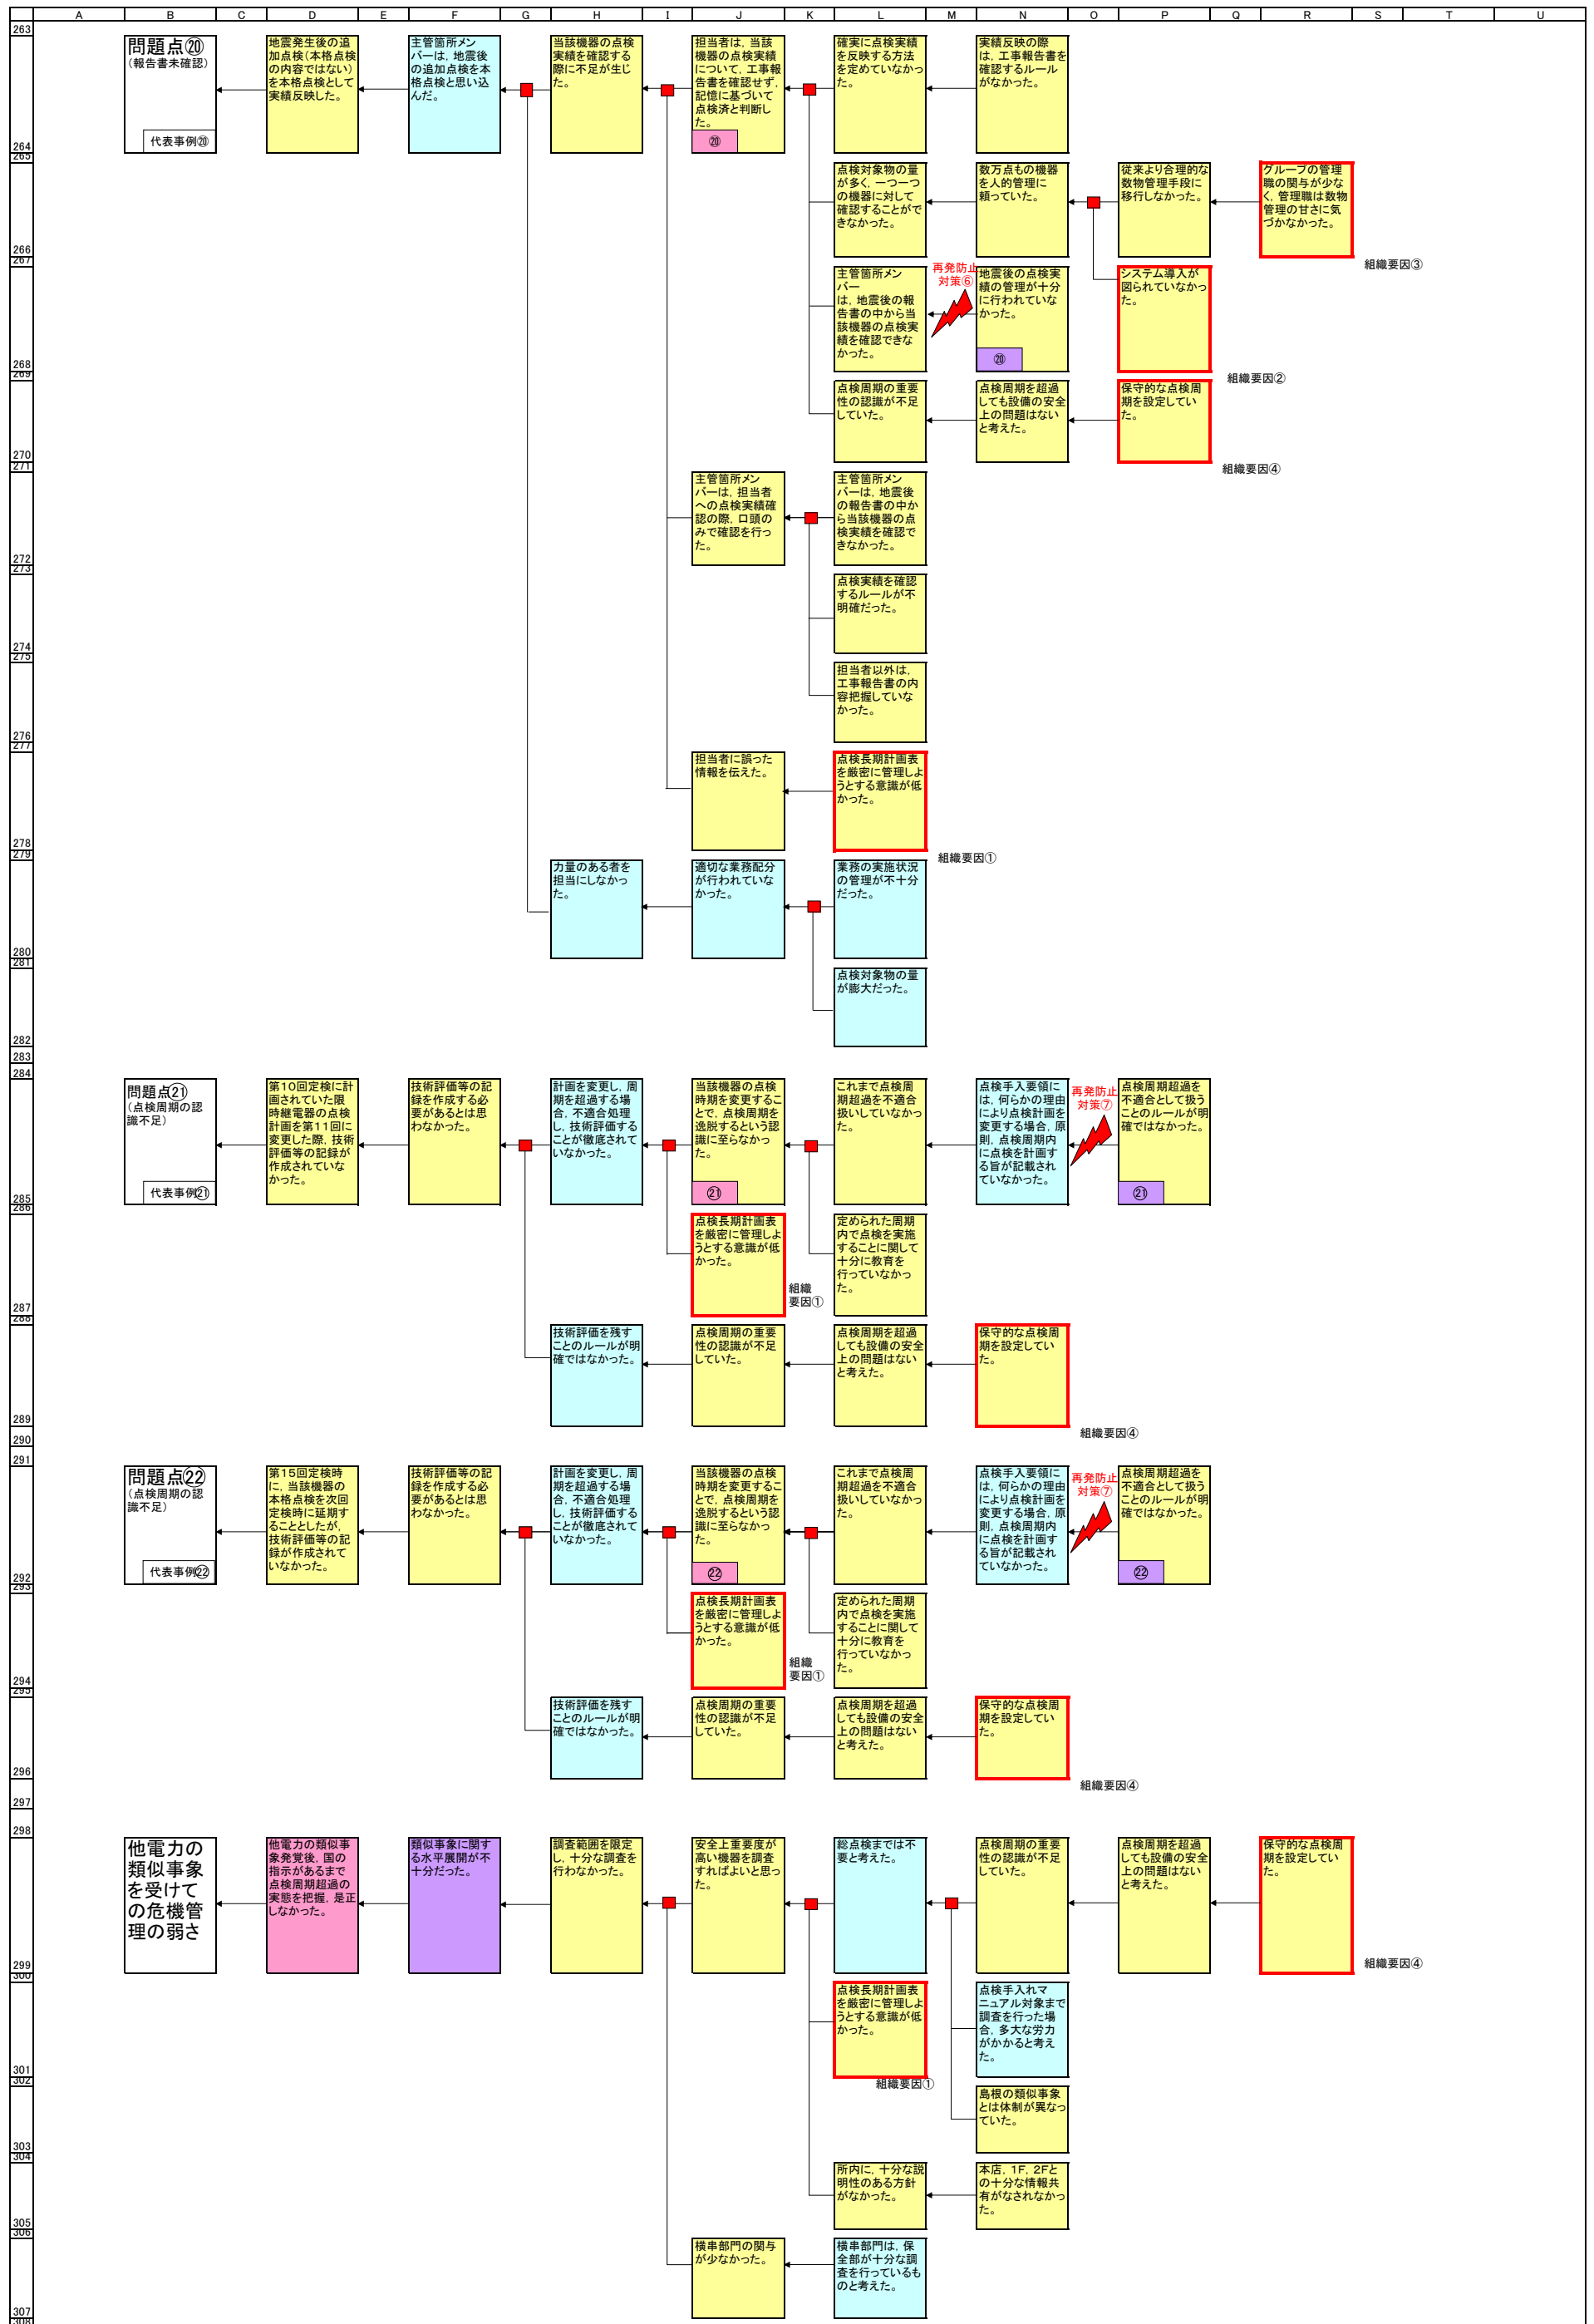 A B C D E F G H I J K L M N O P Q R S T U
263
問題点⑳
（報告書未確認）
代表事例⑳
地震発生後の追
加点検（本格点検
の内容ではない）
を本格点検として
実績反映した。
主管箇所メン
バーは，地震後
の追加点検を本
格点検と思い込
んだ。
当該機器の点検
実績を確認する
際に不足が生じ
た。
担当者は，当該
機器の点検実績
について，工事報
告書を確認せず，
記憶に基づいて
点検済と判断し
た。
⑳
確実に点検実績
を反映する方法
を定めていなかっ
た。
実績反映の際
は，工事報告書を
確認するルール
がなかった。
264
265
点検対象物の量
が多く，一つ一つ
の機器に対して
確認することがで
きなかった。
数万点もの機器
を人的管理に
頼っていた。
従来より合理的な
数物管理手段に
移行しなかった。
グループの管理
職の関与が少な
く，管理職は数物
管理の甘さに気
づかなかった。
組織要因③
266
267
主管箇所メン
バー
は，地震後の報
告書の中から当
該機器の点検実
績を確認できな
かった。
再発防止
対策⑥
地震後の点検実
績の管理が十分
に行われていな
かった。
⑳
システム導入が
図られていなかっ
た。
組織要因②
268
269
点検周期の重要
性の認識が不足
していた。
点検周期を超過
しても設備の安全
上の問題はない
と考えた。
保守的な点検周
期を設定してい
た。
組織要因④
270
271
主管箇所メン
バーは，担当者
への点検実績確
認の際，口頭の
みで確認を行っ
た。
主管箇所メン
バーは，地震後
の報告書の中か
ら当該機器の点
検実績を確認で
きなかった。
272
273
点検実績を確認
するルールが不
明確だった。
274
275
担当者以外は，
工事報告書の内
容把握していな
かった。
276
277
担当者に誤った
情報を伝えた。
点検長期計画表
を厳密に管理しよ
うとする意識が低
かった。
組織要因①
278
279
力量のある者を
担当にしなかっ
た。
適切な業務配分
が行われていな
かった。
業務の実施状況
の管理が不十分
だった。
280
281
点検対象物の量
が膨大だった。
282
283
284
問題点㉑
（点検周期の認
識不足）
代表事例㉑
第１０回定検に計
画されていた限
時継電器の点検
計画を第１１回に
変更した際，技術
評価等の記録が
作成されていな
かった。
技術評価等の記
録を作成する必
要があるとは思
わなかった。
計画を変更し，周
期を超過する場
合，不適合処理
し，技術評価する
ことが徹底されて
いなかった。
当該機器の点検
時期を変更するこ
とで，点検周期を
逸脱するという認
識に至らなかっ
た。
㉑
これまで点検周
期超過を不適合
扱いしていなかっ
た。
点検手入要領に
は，何らかの理由
により点検計画を
変更する場合，原
則，点検周期内
に点検を計画す
る旨が記載され
ていなかった。
再発防止
対策⑦
点検周期超過を
不適合として扱う
ことのルールが明
確ではなかった。
㉑
285
286
点検長期計画表
を厳密に管理しよ
うとする意識が低
かった。
組織
要因①
定められた周期
内で点検を実施
することに関して
十分に教育を
行っていなかっ
た。
287
288
技術評価を残す
ことのルールが明
確ではなかった。
点検周期の重要
性の認識が不足
していた。
点検周期を超過
しても設備の安全
上の問題はない
と考えた。
保守的な点検周
期を設定してい
た。
組織要因④
289
290
291
問題点㉒
（点検周期の認
識不足）
代表事例㉒
第１５回定検時
に，当該機器の
本格点検を次回
定検時に延期す
ることとしたが，
技術評価等の記
録が作成されて
いなかった。
技術評価等の記
録を作成する必
要があるとは思
わなかった。
計画を変更し，周
期を超過する場
合，不適合処理
し，技術評価する
ことが徹底されて
いなかった。
当該機器の点検
時期を変更するこ
とで，点検周期を
逸脱するという認
識に至らなかっ
た。
㉒
これまで点検周
期超過を不適合
扱いしていなかっ
た。
点検手入要領に
は，何らかの理由
により点検計画を
変更する場合，原
則，点検周期内
に点検を計画す
る旨が記載され
ていなかった。
再発防止
対策⑦
点検周期超過を
不適合として扱う
ことのルールが明
確ではなかった。
㉒
292
293
点検長期計画表
を厳密に管理しよ
うとする意識が低
かった。
組織
要因①
定められた周期
内で点検を実施
することに関して
十分に教育を
行っていなかっ
た。
294
295
技術評価を残す
ことのルールが明
確ではなかった。
点検周期の重要
性の認識が不足
していた。
点検周期を超過
しても設備の安全
上の問題はない
と考えた。
保守的な点検周
期を設定してい
た。
組織要因④
296
297
298
他電力の
類似事象
を受けて
の危機管
理の弱さ
他電力の類似事
象発覚後，国の
指示があるまで
点検周期超過の
実態を把握，是正
しなかった。
類似事象に関す
る水平展開が不
十分だった。
調査範囲を限定
し，十分な調査を
行わなかった。
安全上重要度が
高い機器を調査
すればよいと思っ
た。
総点検までは不
要と考えた。
点検周期の重要
性の認識が不足
していた。
点検周期を超過
しても設備の安全
上の問題はない
と考えた。
保守的な点検周
期を設定してい
た。
組織要因④
299
300
点検長期計画表
を厳密に管理しよ
うとする意識が低
かった。
組織要因①
点検手入れマ
ニュアル対象まで
調査を行った場
合，多大な労力
がかかると考え
た。
301
302
島根の類似事象
とは体制が異なっ
ていた。
303
304
所内に，十分な説
明性のある方針
がなかった。
本店，１Ｆ，２Ｆと
の十分な情報共
有がなされなかっ
た。
305
306
横串部門の関与
が少なかった。
横串部門は，保
全部が十分な調
査を行っているも
のと考えた。
307
308